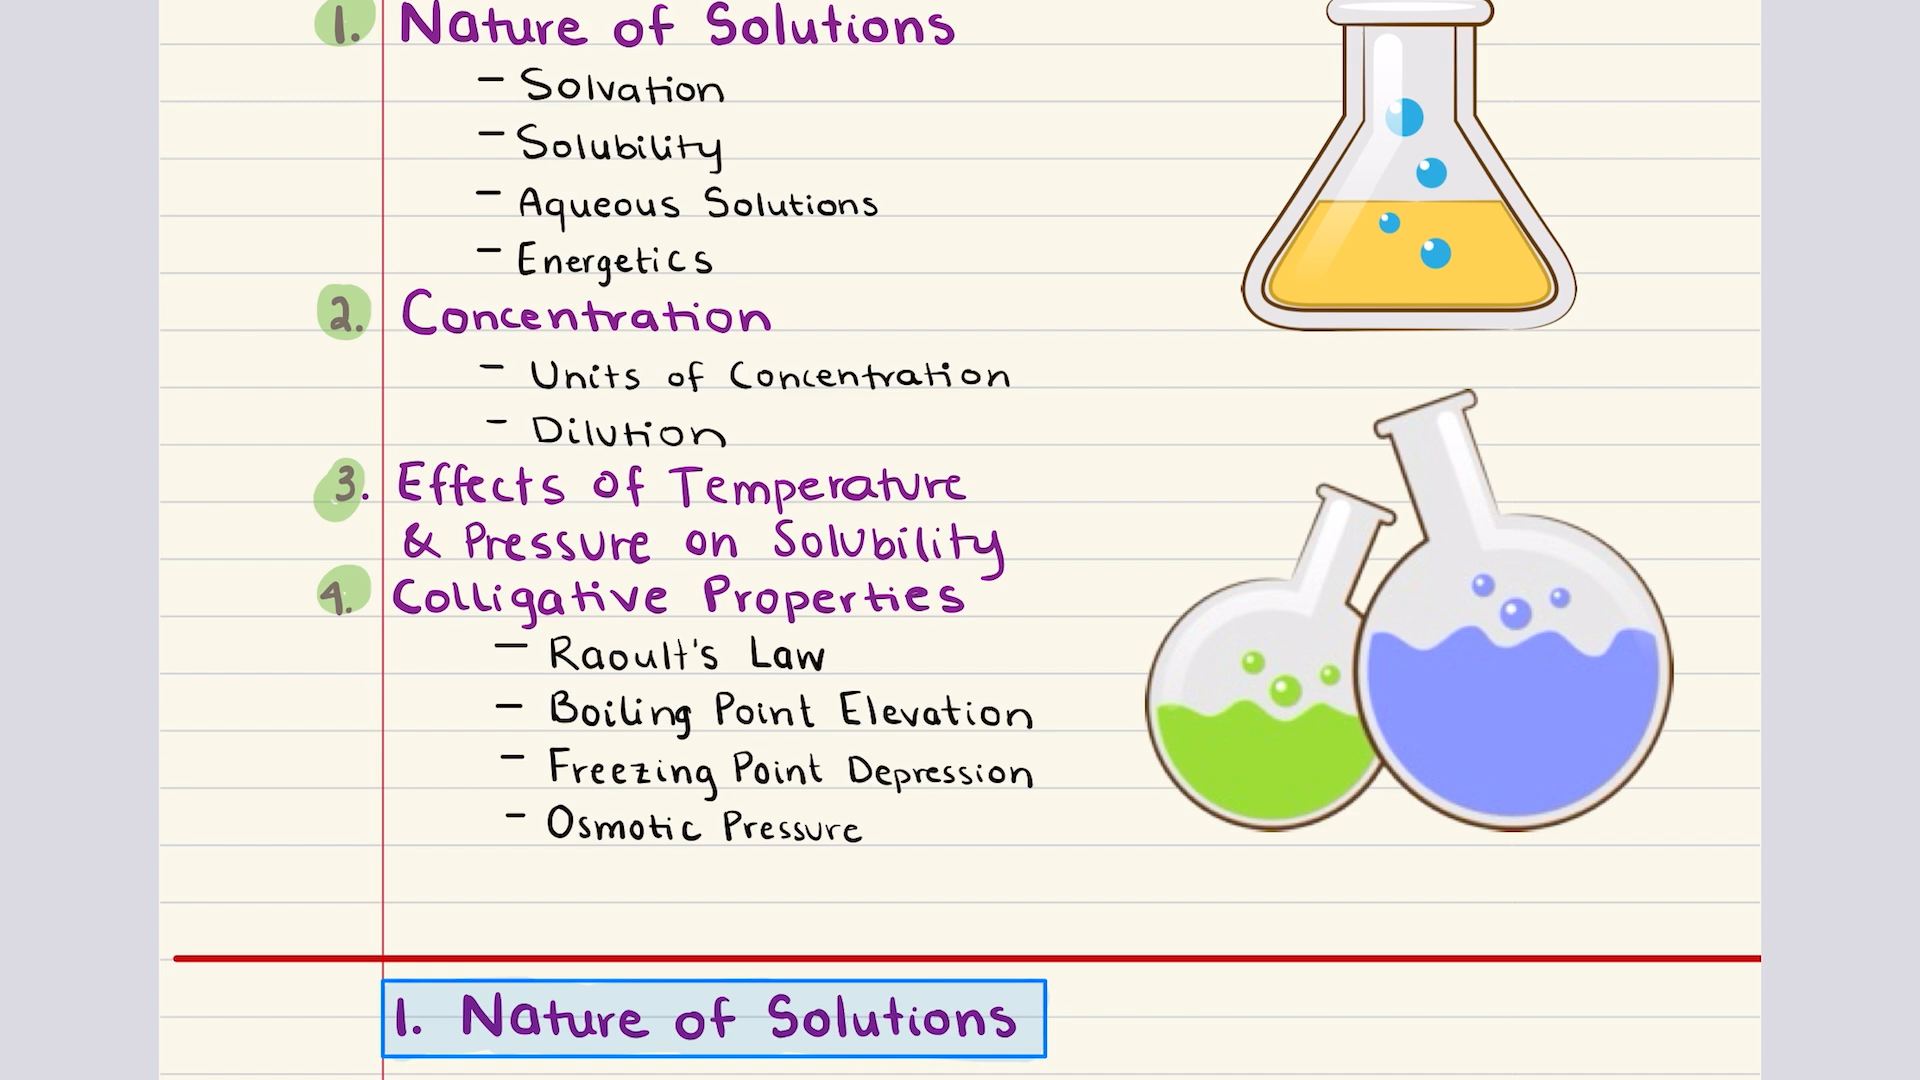 1. Nature of Solutions
- Solvation
- Solubility
- Aqueous Solutions
- Energetics
2. Concentration
- Units of Concentration
- Dilution
3. Effects of Temperature
& Pressure on Solubility
4. Colligative Properties
- Raoult's Law
- Boiling Point Elevation
- Freezing Point Depression
- Osmotic Pressure
1. Nature of Solutions